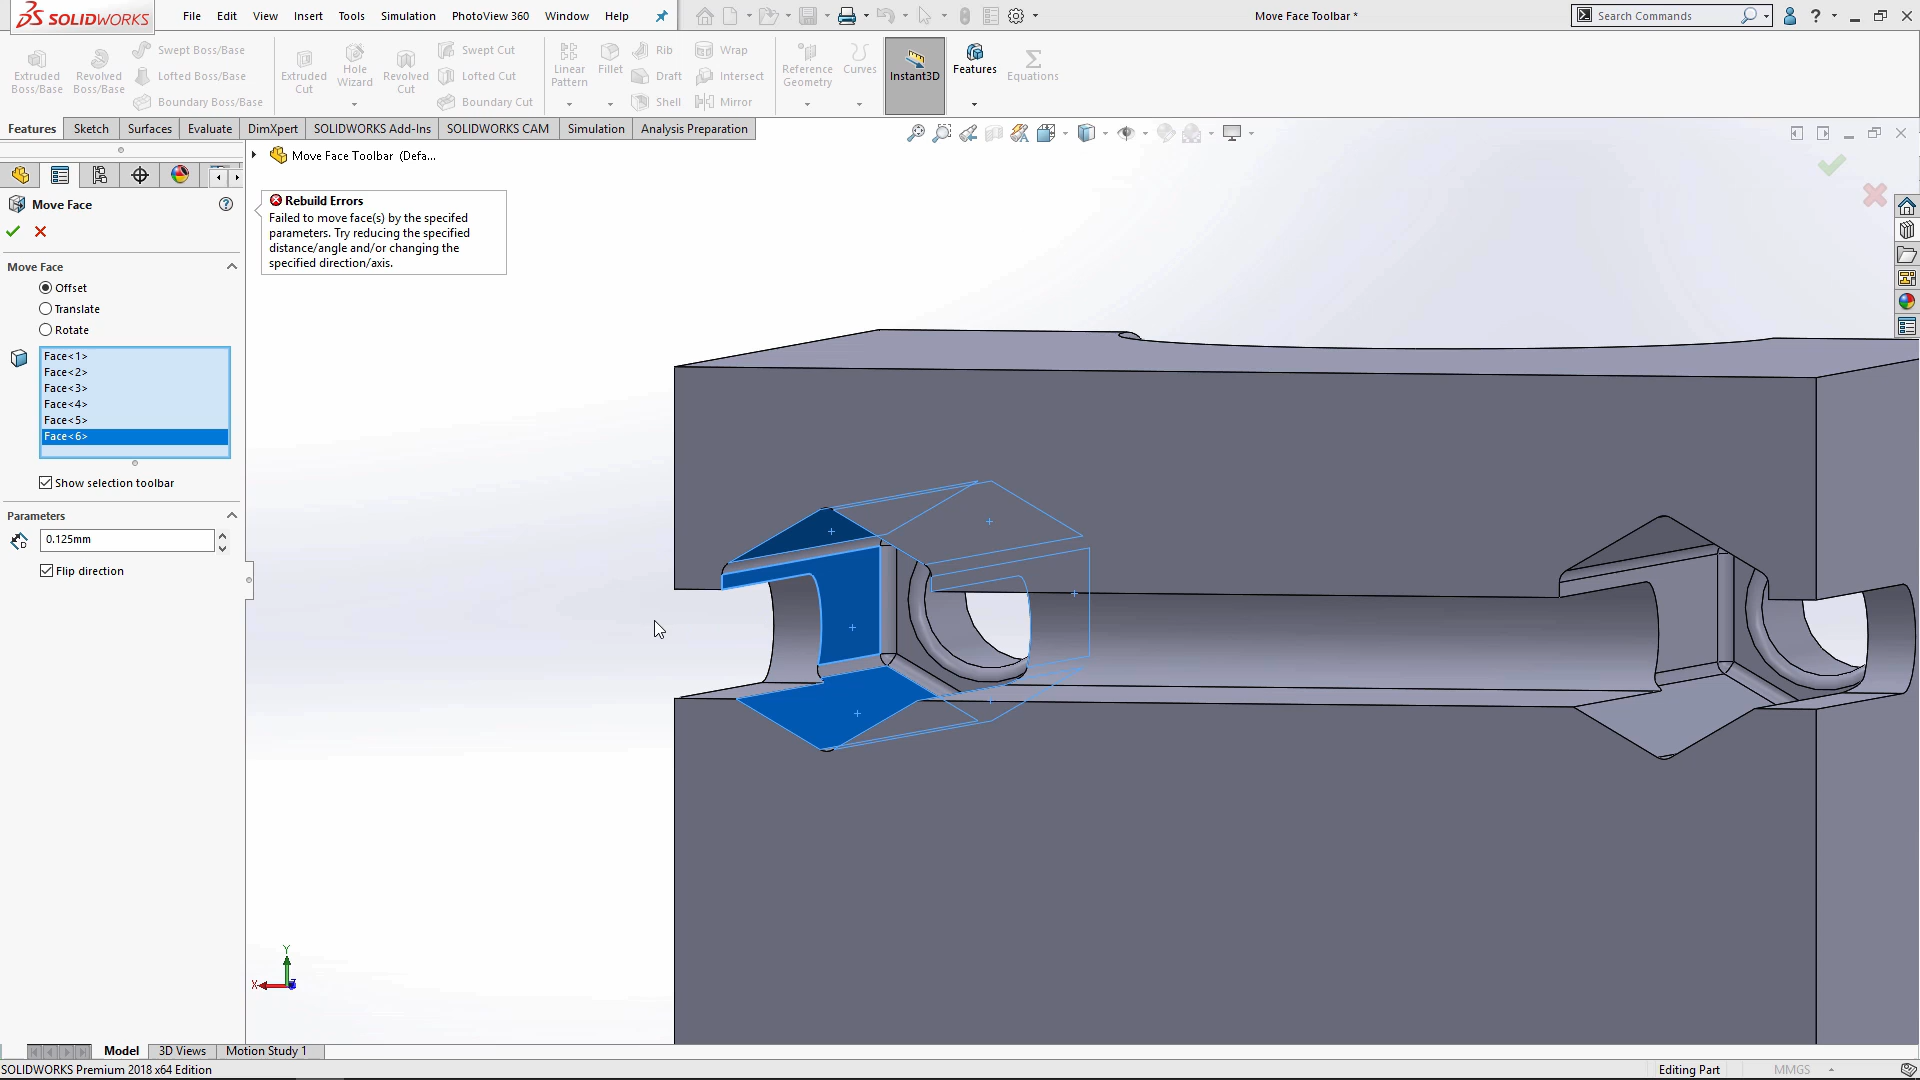 SOLIDWORKS File Edit View Insert Tools Simulation PhotoView 360 Window Help
Move Face Toolbar *
Search Commands
?
Extruded Boss/Base
Revolved Boss/Base
Swept Boss/Base
Lofted Boss/Base
Boundary Boss/Base
Extruded Cut
Hole Wizard
Revolved Cut
Swept Cut
Lofted Cut
Boundary Cut
Linear Pattern
Fillet
Rib
Draft
Shell
Wrap
Intersect
Mirror
Reference Geometry
Curves
Instant3D
Features
Equations
Features Sketch Surfaces Evaluate DimXpert SOLIDWORKS Add-Ins SOLIDWORKS CAM Simulation Analysis Preparation
Move Face Toolbar (Defa...
Move Face
?
Rebuild Errors
Failed to move face(s) by the specifed
parameters. Try reducing the specified
distance/angle and/or changing the
specified direction/axis.
Move Face
Offset
Translate
Rotate
Face<1>
Face<2>
Face<3>
Face<4>
Face<5>
Face<6>
Show selection toolbar
Parameters
D
0.125mm
Flip direction
Y
X
Z
Model 3D Views Motion Study 1
SOLIDWORKS Premium 2018 x64 Edition
Editing Part
MMGS